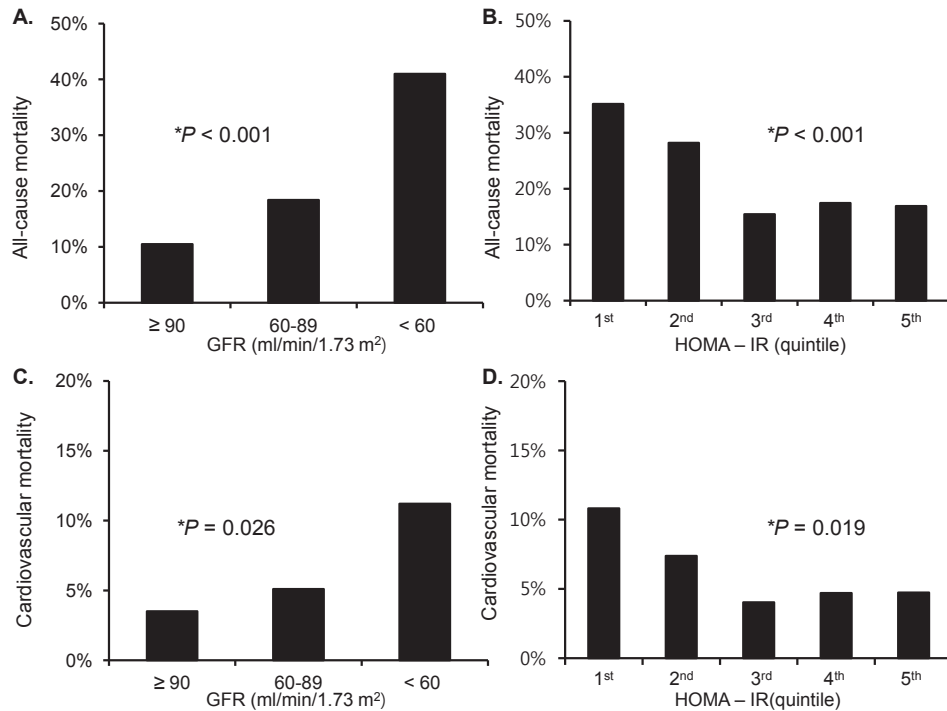 A.
50%
40%
30%
20%
10%
0%
All-cause mortality
*P < 0.001
≥ 90 60-89 < 60
GFR (ml/min/1.73 m²)
B.
50%
40%
30%
20%
10%
0%
All-cause mortality
*P < 0.001
1st 2nd 3rd 4th 5th
HOMA – IR (quintile)
C.
20%
15%
10%
5%
0%
Cardiovascular mortality
*P = 0.026
≥ 90 60-89 < 60
GFR (ml/min/1.73 m²)
D.
20%
15%
10%
5%
0%
Cardiovascular mortality
*P = 0.019
1st 2nd 3rd 4th 5th
HOMA – IR(quintile)